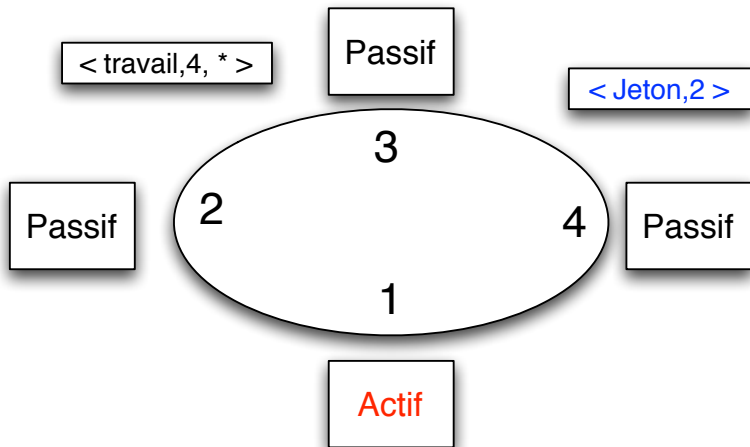 Passif
< travail,4, * >
< Jeton,2 >
3
2
4
Passif
Passif
1
Actif